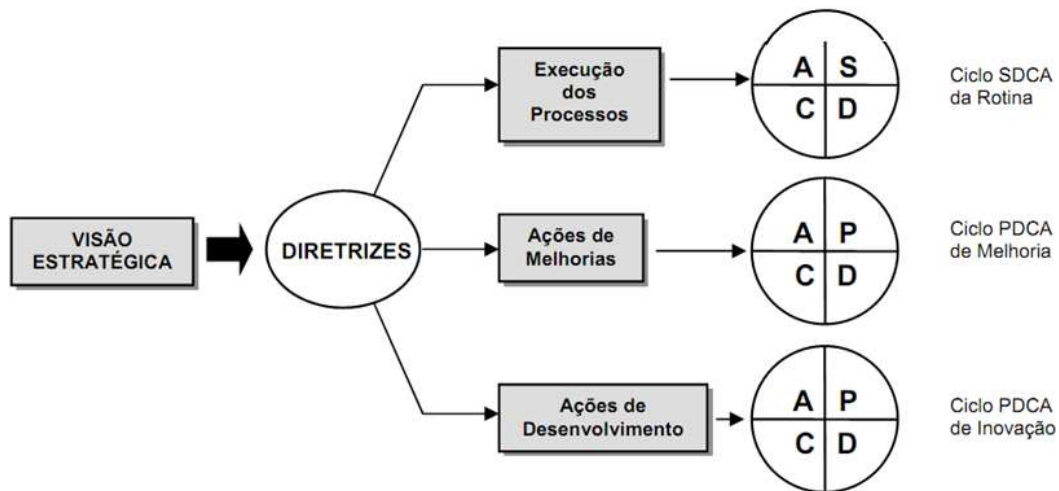 VISÃO
ESTRATÉGICA
DIRETRIZES
Execução
dos
Processos
A S
C D
Ciclo SDCA
da Rotina
Ações de
Melhorias
A P
C D
Ciclo PDCA
de Melhoria
Ações de
Desenvolvimento
A P
C D
Ciclo PDCA
de Inovação